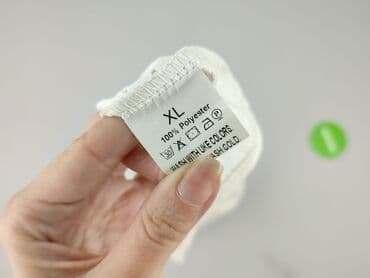 XL
100% Polyester
WASH WITH LIKE COLORS.